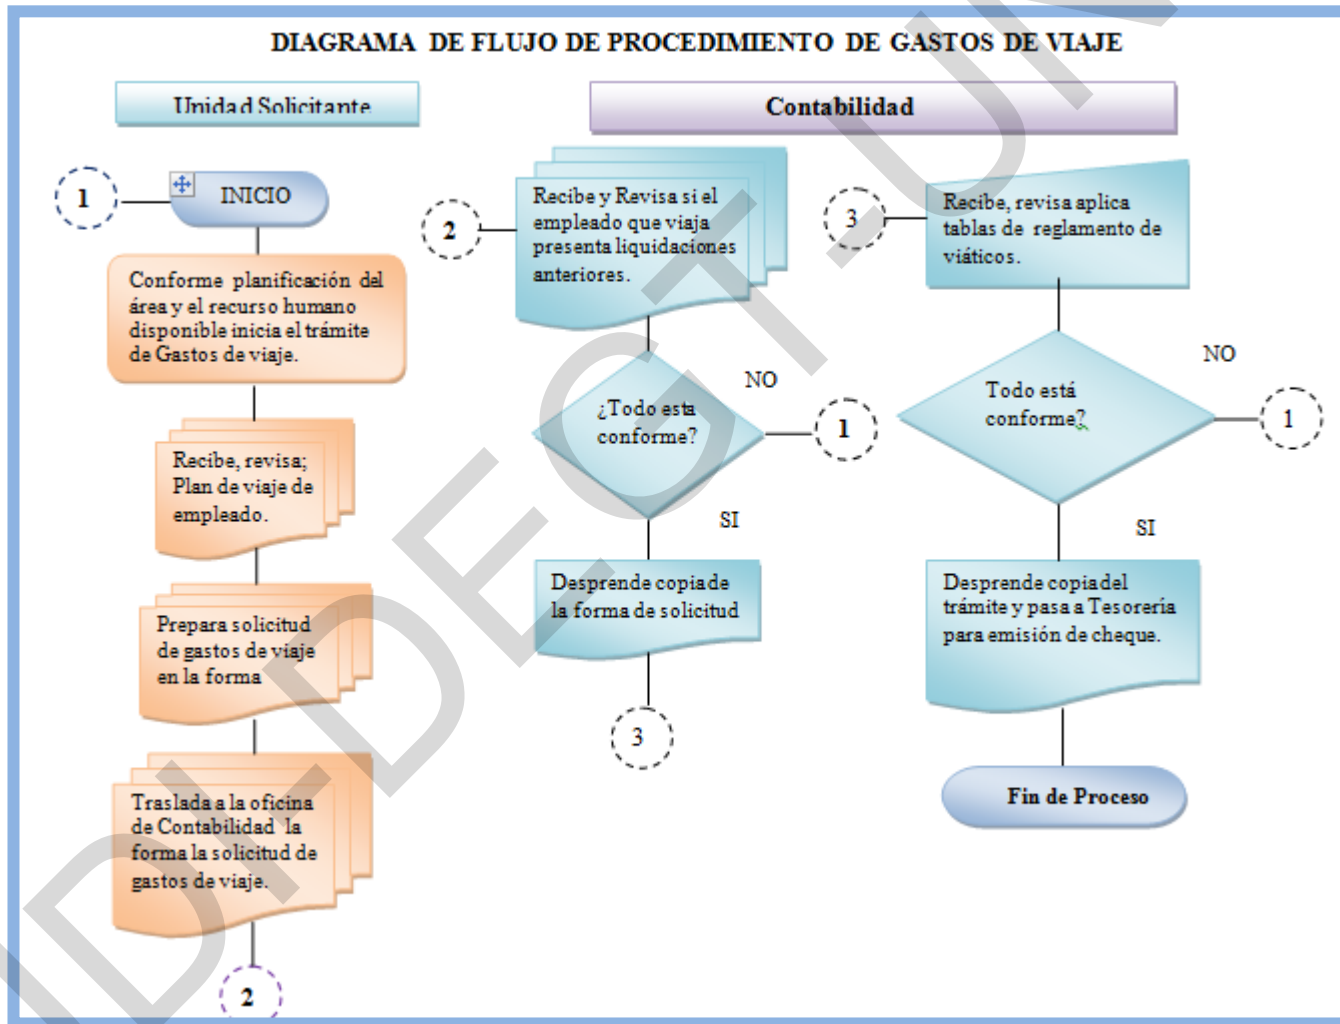 DIAGRAMA DE FLUJO DE PROCEDIMIENTO DE GASTOS DE VIAJE
Unidad Solicitante
1
INICIO
Conforme planificación del
área y el recurso humano
disponible inicia el trámite
de Gastos de viaje.
Recibe, revisa;
Plan de viaje de
empleado.
Prepara solicitud
de gastos de viaje
en la forma
Traslada a la oficina
de Contabilidad la
forma la solicitud de
gastos de viaje.
2
Contabilidad
2
Recibe y Revisa si el
empleado que viaja
presenta liquidaciones
anteriores.
¿Todo esta
conforme?
NO
1
SI
Desprende copia de
la forma de solicitud
3
3
Recibe, revisa aplica
tablas de reglamento de
viáticos.
Todo está
conforme?
NO
1
SI
Desprende copia del
trámite y pasa a Tesorería
para emisión de cheque.
Fin de Proceso
DI-DEGT-UN